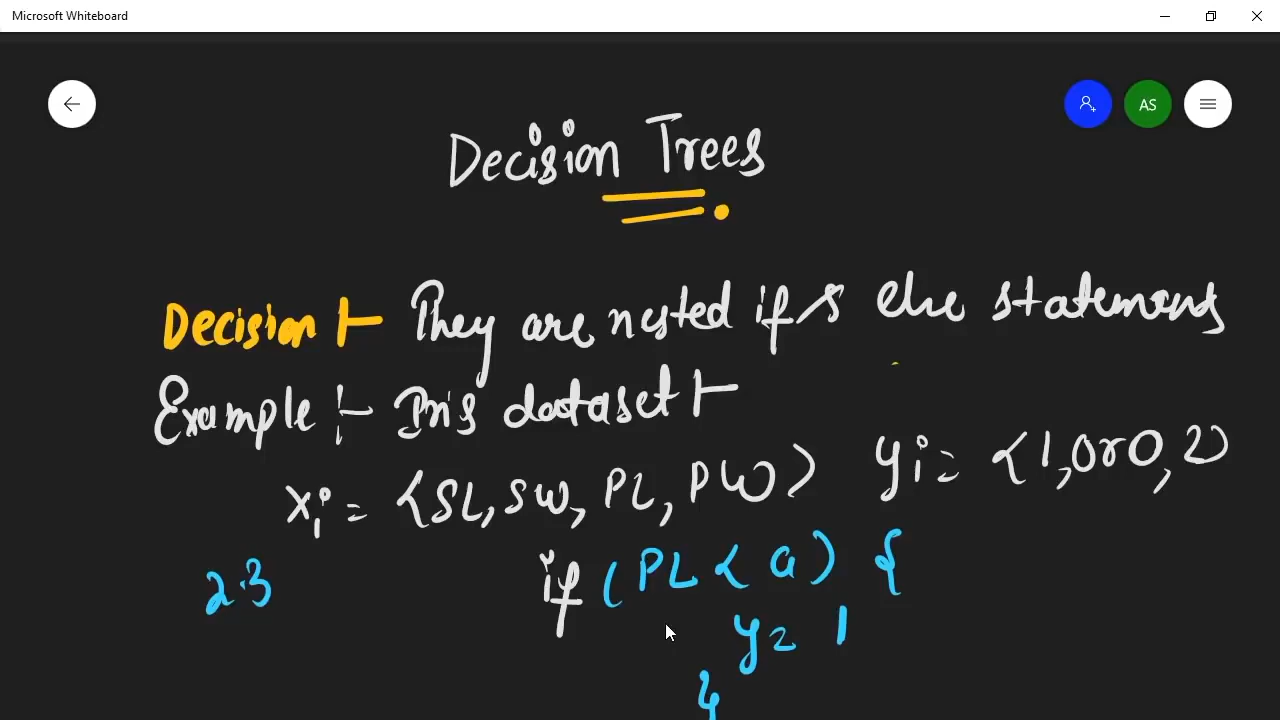 Microsoft Whiteboard
AS
Decision Trees
Decision :- They are nested if/s else statements
Example :- Iris dataset :-
xi = <SL, SW, PL, PW> yi = <1, or 0, 2>
2.3 if (PL < a) {
y = 1
}